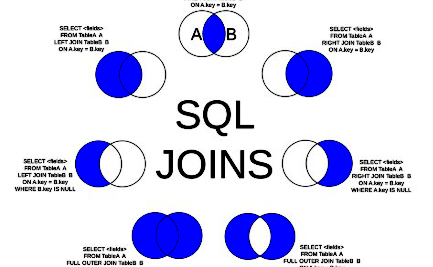 ON A.key = B.key
A B
SELECT <fields>
FROM TableA A
LEFT JOIN TableB B
ON A.key = B.key
SELECT <fields>
FROM TableA A
RIGHT JOIN TableB B
ON A.key = B.key
SQL
JOINS
SELECT <fields>
FROM TableA A
LEFT JOIN TableB B
ON A.key = B.key
WHERE B.key IS NULL
SELECT <fields>
FROM TableA A
RIGHT JOIN TableB B
ON A.key = B.key
WHERE A.key IS NULL
SELECT <fields>
FROM TableA A
FULL OUTER JOIN TableB B
SELECT <fields>
FROM TableA A
FULL OUTER JOIN TableB B